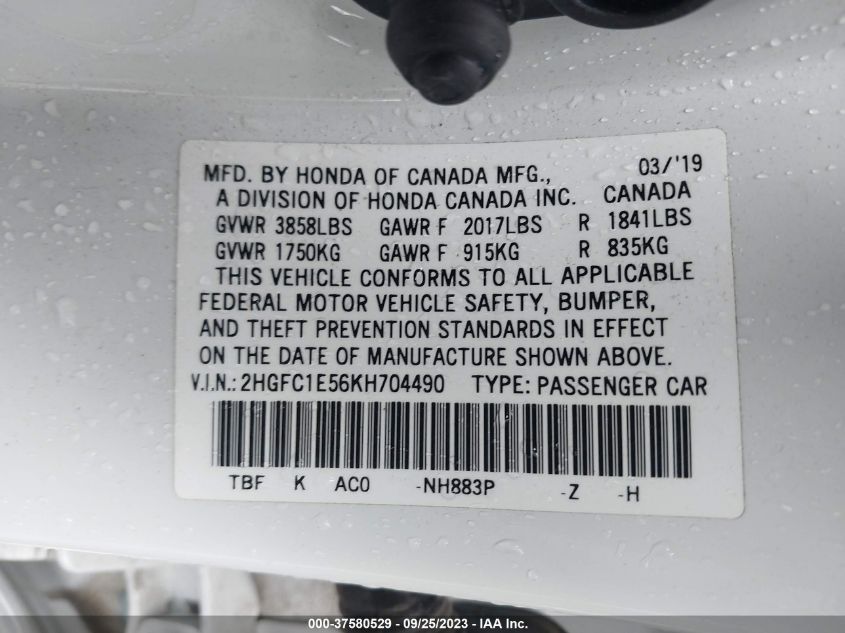 MFD. BY HONDA OF CANADA MFG., 03/'19
A DIVISION OF HONDA CANADA INC. CANADA
GVWR 3858LBS GAWR F 2017LBS R 1841LBS
GVWR 1750KG GAWR F 915KG R 835KG
THIS VEHICLE CONFORMS TO ALL APPLICABLE
FEDERAL MOTOR VEHICLE SAFETY, BUMPER,
AND THEFT PREVENTION STANDARDS IN EFFECT
ON THE DATE OF MANUFACTURE SHOWN ABOVE.
V.I.N.: 2HGFC1E56KH704490 TYPE: PASSENGER CAR
TBF K AC0 -NH883P -Z -H
000-37580529 - 09/25/2023 - IAA Inc.